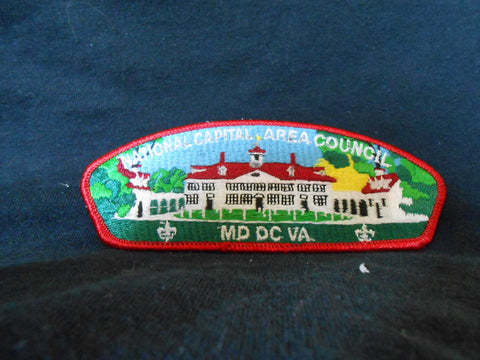 NATIONAL CAPITAL AREA COUNCIL
MD DC VA